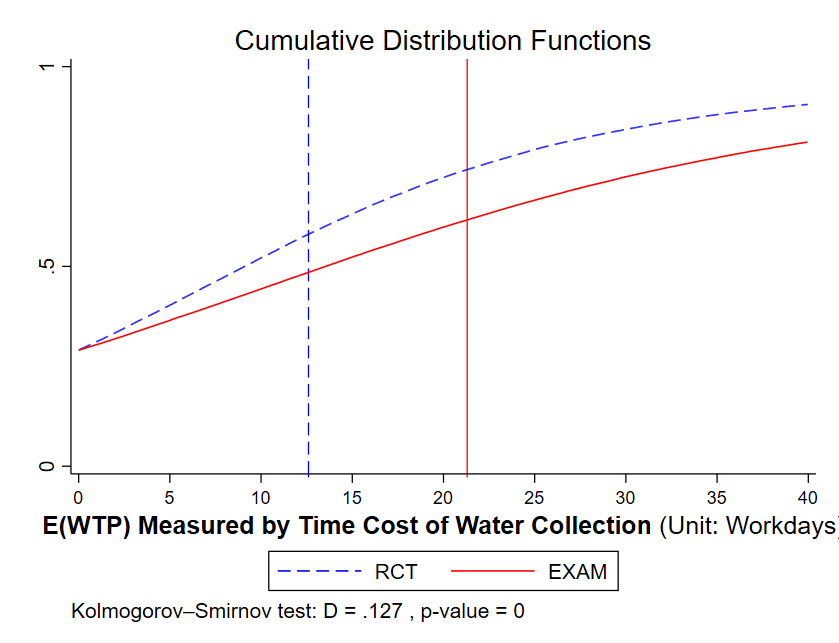 Cumulative Distribution Functions
1
.5
0
0 5 10 15 20 25 30 35 40
E(WTP) Measured by Time Cost of Water Collection (Unit: Workdays)
RCT EXAM
Kolmogorov–Smirnov test: D = .127 , p-value = 0